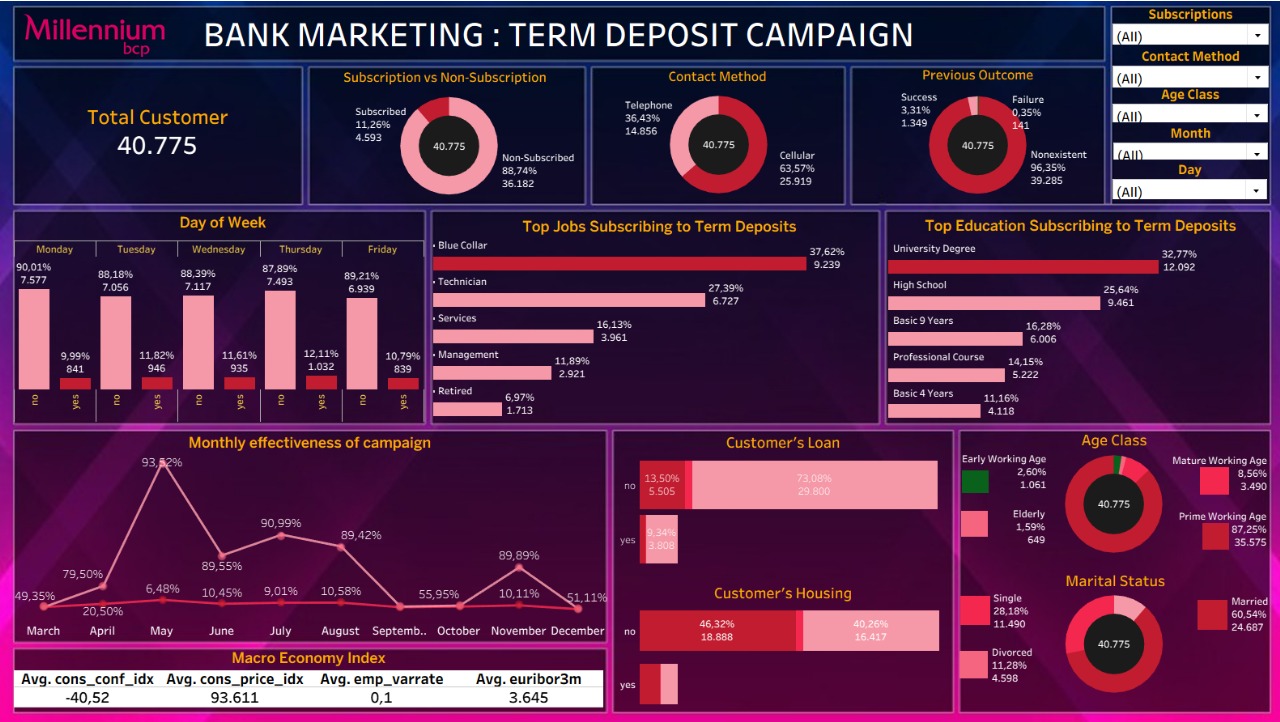 Millennium
bcp
BANK MARKETING : TERM DEPOSIT CAMPAIGN
Subscriptions
(All)
Contact Method
(All)
Age Class
(All)
Month
(All)
Day
(All)
Total Customer
40.775
Subscription vs Non-Subscription
Subscribed
11,26%
4.593
40.775
Non-Subscribed
88,74%
36.182
Contact Method
Telephone
36,43%
14.856
40.775
Cellular
63,57%
25.919
Previous Outcome
Success
3,31%
1.349
Failure
0,35%
141
40.775
Nonexistent
96,35%
39.285
Day of Week
Monday Tuesday Wednesday Thursday Friday
90,01%
7.577
9,99%
841
88,18%
7.056
11,82%
946
88,39%
7.117
11,61%
935
87,89%
7.493
12,11%
1.032
89,21%
6.939
10,79%
839
no yes no yes no yes no yes no yes
Top Jobs Subscribing to Term Deposits
• Blue Collar
37,62%
9.239
• Technician
27,39%
6.727
• Services
16,13%
3.961
• Management
11,89%
2.921
• Retired
6,97%
1.713
Top Education Subscribing to Term Deposits
University Degree
32,77%
12.092
High School
25,64%
9.461
Basic 9 Years
16,28%
6.006
Professional Course
14,15%
5.222
Basic 4 Years
11,16%
4.118
Monthly effectiveness of campaign
93,52%
90,99%
89,42%
79,50%
89,55%
89,89%
49,35%
20,50%
6,48%
10,45%
9,01%
10,58%
55,95%
10,11%
51,11%
March April May June July August Septemb.. October November December
Macro Economy Index
Avg. cons_conf_idx Avg. cons_price_idx Avg. emp_varrate Avg. euribor3m
-40,52 93.611 0,1 3.645
Customer's Loan
no
13,50%
5.505
73,08%
29.800
yes
9,34%
3.808
Customer's Housing
no
46,32%
18.888
40,26%
16.417
yes
Age Class
Early Working Age
2,60%
1.061
Elderly
1,59%
649
40.775
Mature Working Age
8,56%
3.490
Prime Working Age
87,25%
35.575
Marital Status
Single
28,18%
11.490
Divorced
11,28%
4.598
40.775
Married
60,54%
24.687